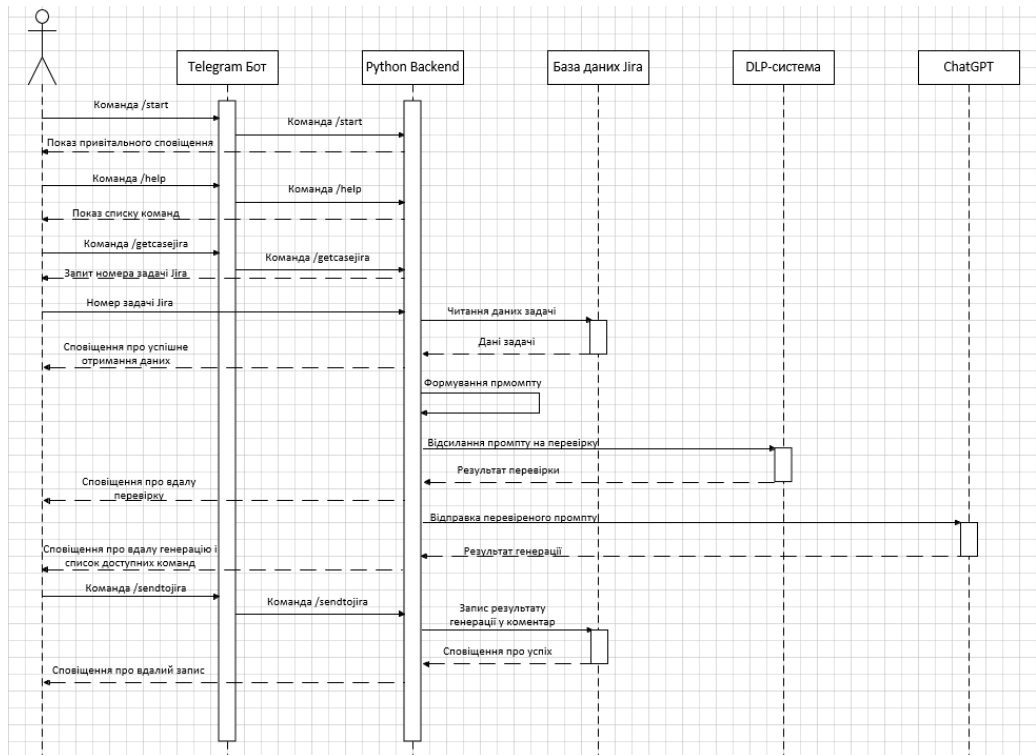 Telegram Бот
Python Backend
База даних Jira
DLP-система
ChatGPT
Команда /start
Команда /start
Показ привітального сповіщення
Команда /help
Команда /help
Показ списку команд
Команда /getcasejira
Команда /getcasejira
Запит номера задачі Jira
Номер задачі Jira
Читання даних задачі
Дані задачі
Сповіщення про успішне
отримання даних
Формування прмомпту
Відсилання промпту на перевірку
Результат перевірки
Сповіщення про вдалу
перевірку
Відправка перевіреного промпту
Результат генерації
Сповіщення про вдалу генерацію і
список доступних команд
Команда /sendtojira
Команда /sendtojira
Запис результату
генерації у коментар
Сповіщення про успіх
Сповіщення про вдалий запис